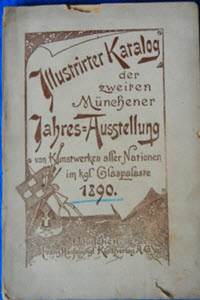 Illustrirter Katalog
der
zweiten
Münchener
Jahres=Ausstellung
von Kunstwerken aller Nationen
im kgl. Glaspalaste
1890.
München